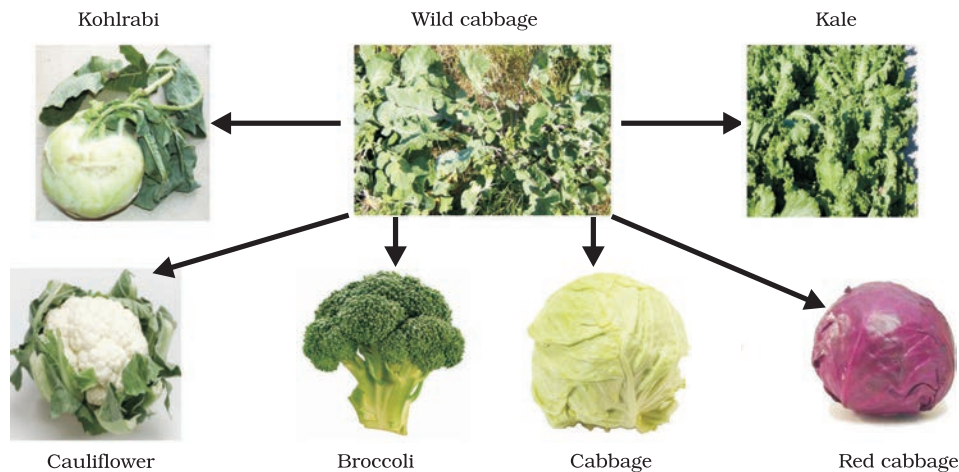 Kohlrabi
Wild cabbage
Kale
Cauliflower
Broccoli
Cabbage
Red cabbage